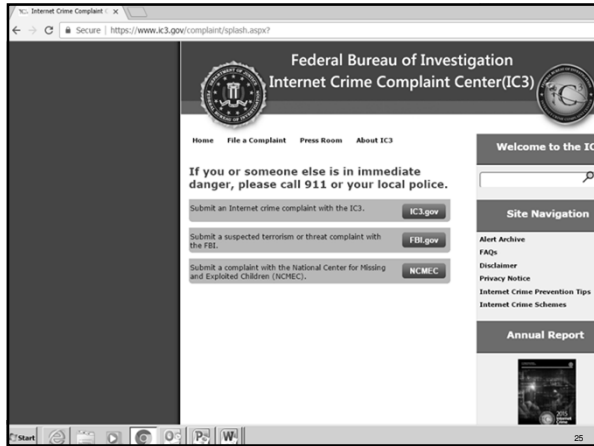 Internet Crime Complaint C
Secure | https://www.ic3.gov/complaint/splash.aspx?
Federal Bureau of Investigation
Internet Crime Complaint Center(IC3)
Home File a Complaint Press Room About IC3
If you or someone else is in immediate
danger, please call 911 or your local police.
Submit an Internet crime complaint with the IC3.
IC3.gov
Submit a suspected terrorism or threat complaint with
the FBI.
FBI.gov
Submit a complaint with the National Center for Missing
and Exploited Children (NCMEC).
NCMEC
Welcome to the IC
Site Navigation
Alert Archive
FAQs
Disclaimer
Privacy Notice
Internet Crime Prevention Tips
Internet Crime Schemes
Annual Report
2015
Internet
Crime
Start
25